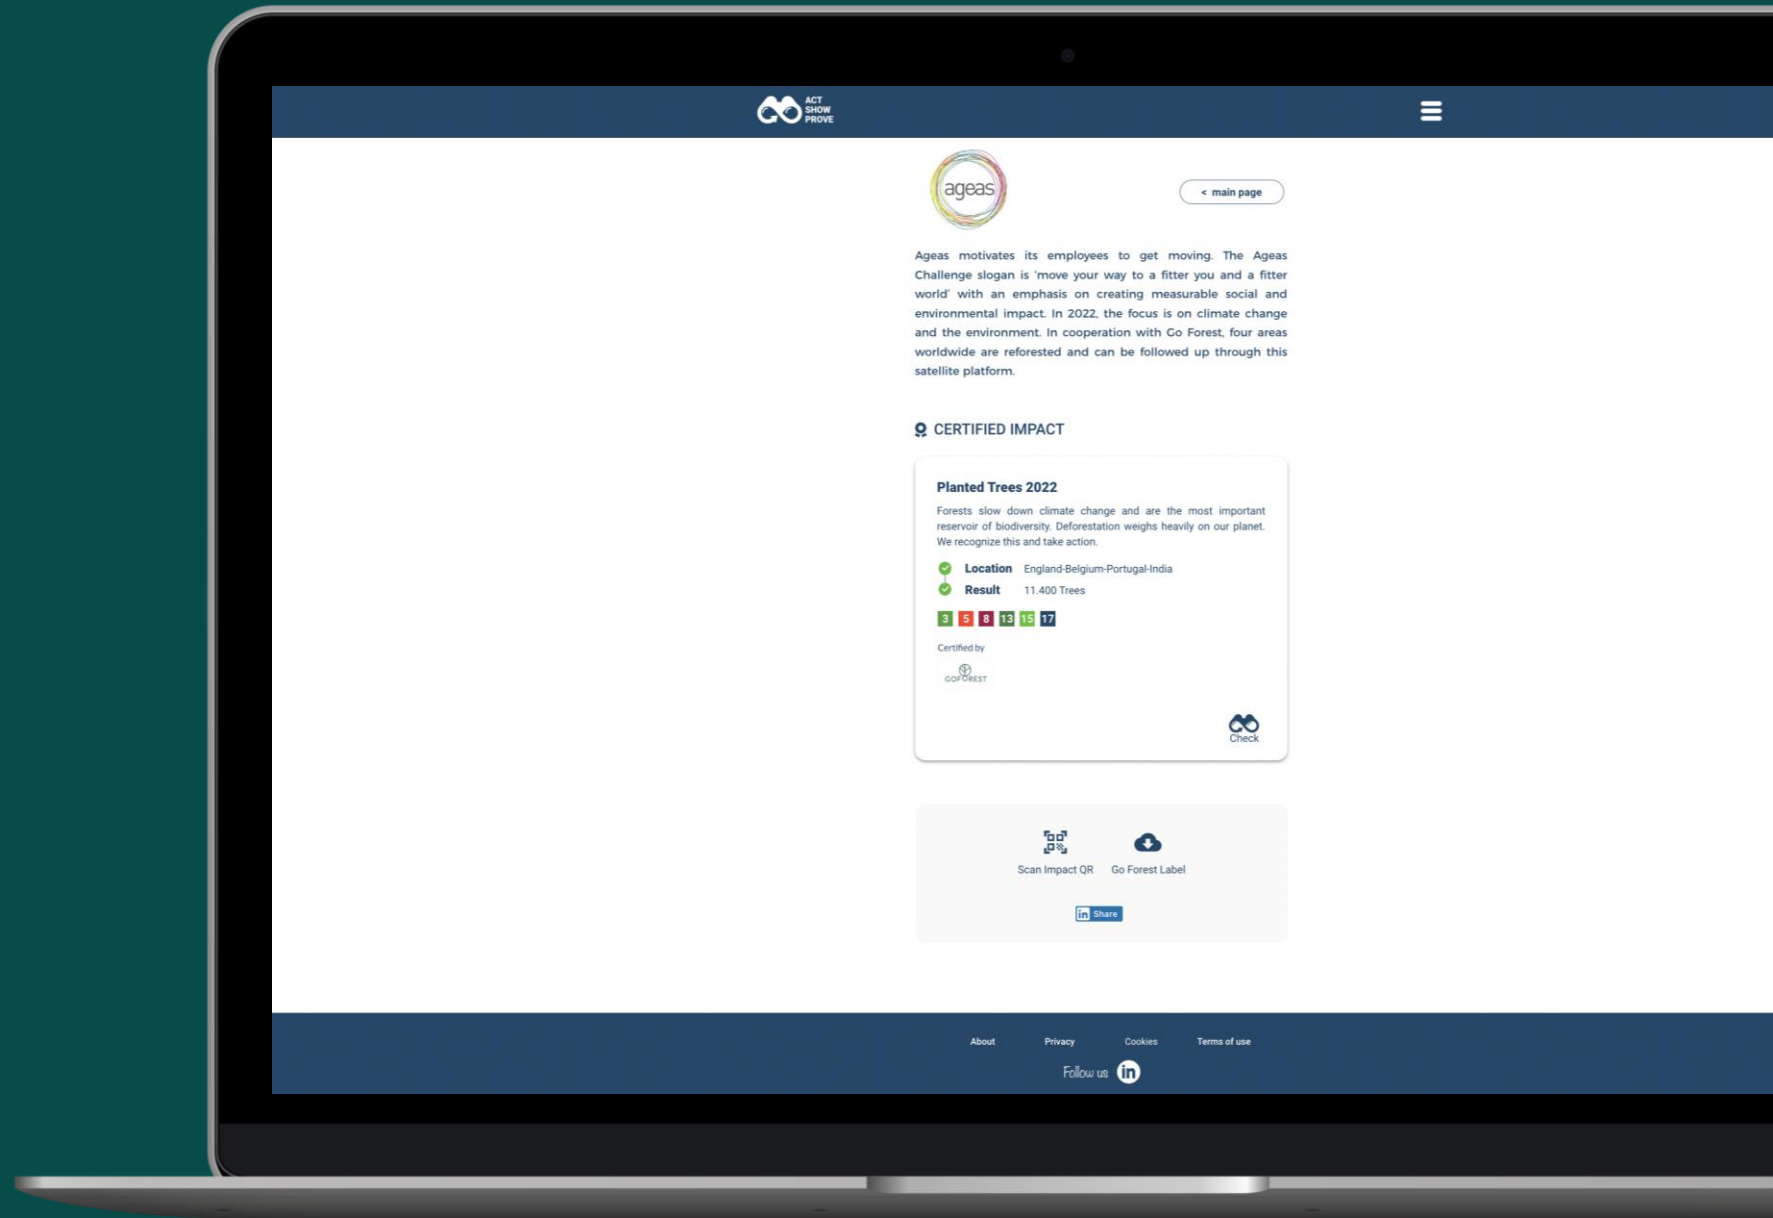 ACT
SHOW
PROVE
ageas
< main page
Ageas motivates its employees to get moving. The Ageas
Challenge slogan is 'move your way to a fitter you and a fitter
world' with an emphasis on creating measurable social and
environmental impact. In 2022, the focus is on climate change
and the environment. In cooperation with Go Forest, four areas
worldwide are reforested and can be followed up through this
satellite platform.
CERTIFIED IMPACT
Planted Trees 2022
Forests slow down climate change and are the most important
reservoir of biodiversity. Deforestation weighs heavily on our planet.
We recognize this and take action.
Location England-Belgium-Portugal-India
Result 11.400 Trees
3 5 8 13 15 17
Certified by
GOFOREST
Check
Scan Impact QR Go Forest Label
in Share
About Privacy Cookies Terms of use
Follow us in